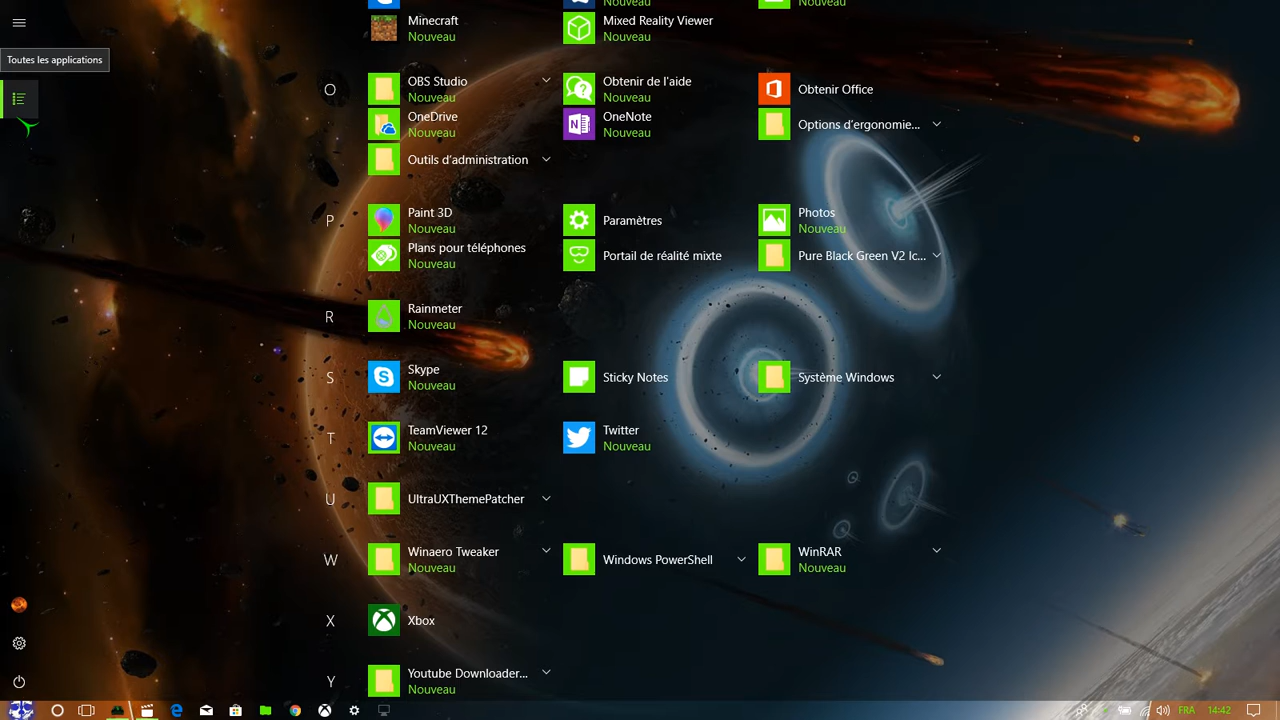 Nouveau
Nouveau
Minecraft
Nouveau
Mixed Reality Viewer
Nouveau
Toutes les applications
O
OBS Studio
Nouveau
Obtenir de l'aide
Nouveau
Obtenir Office
OneDrive
Nouveau
OneNote
Nouveau
Options d'ergonomie...
Outils d'administration
P
Paint 3D
Nouveau
Paramètres
Photos
Nouveau
Plans pour téléphones
Nouveau
Portail de réalité mixte
Pure Black Green V2 Ic...
R
Rainmeter
Nouveau
S
Skype
Nouveau
Sticky Notes
Système Windows
T
TeamViewer 12
Nouveau
Twitter
Nouveau
U
UltraUXThemePatcher
W
Winaero Tweaker
Nouveau
Windows PowerShell
WinRAR
Nouveau
X
Xbox
Y
Youtube Downloader...
Nouveau
FRA
14:42